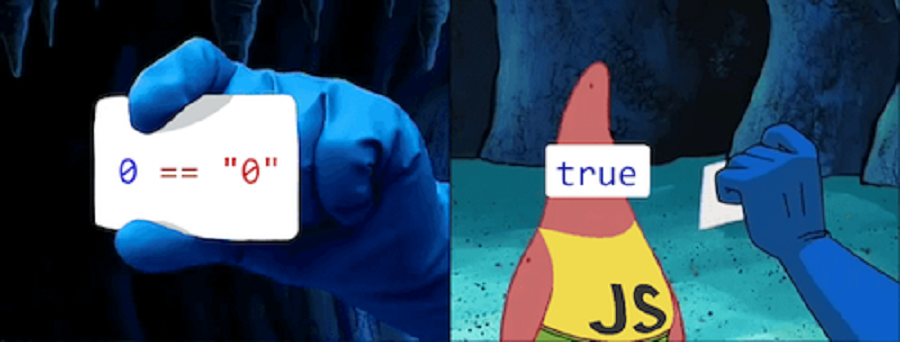 0 == "0"
true
JS